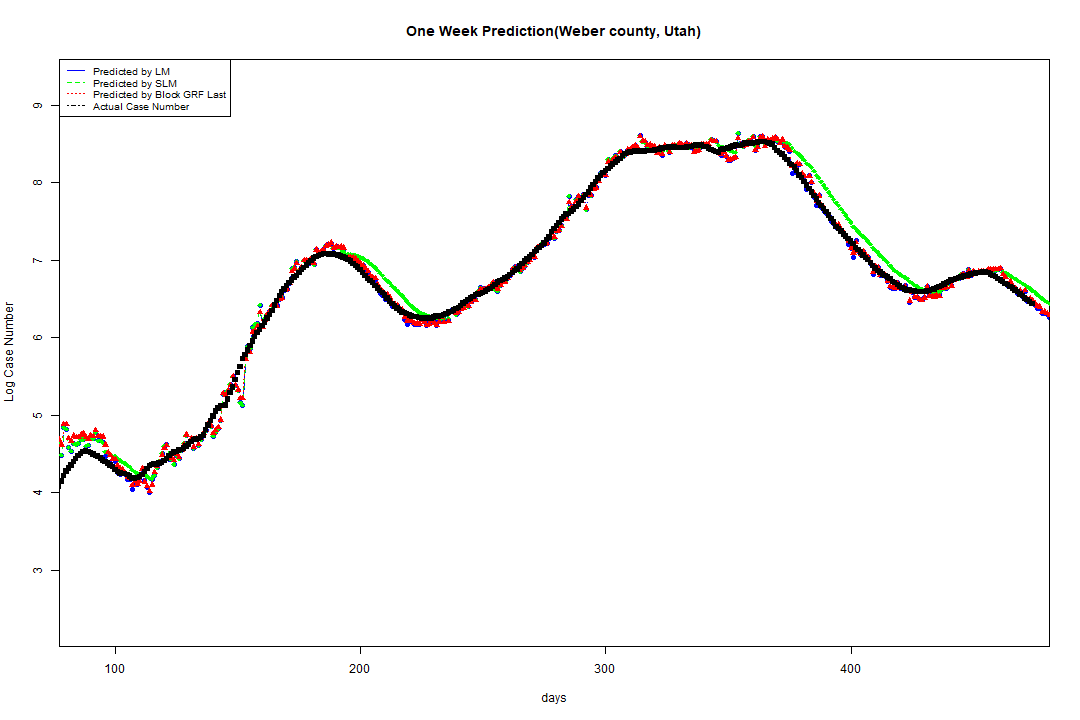 One Week Prediction(Weber county, Utah)
Predicted by LM
Predicted by SLM
Predicted by Block GRF Last
Actual Case Number
9
8
7
6
5
4
3
Log Case Number
100 200 300 400
days